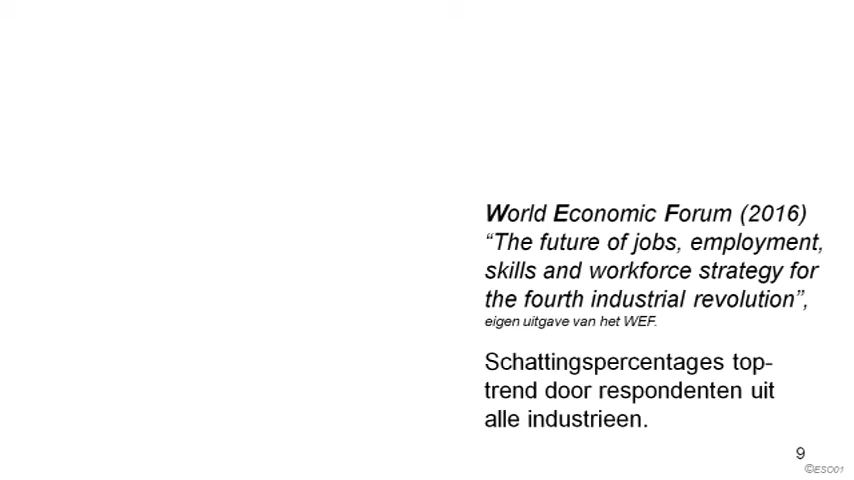 World Economic Forum (2016)
“The future of jobs, employment,
skills and workforce strategy for
the fourth industrial revolution”,
eigen uitgave van het WEF.
Schattingspercentages top-
trend door respondenten uit
alle industrieen.
9
©ESC01